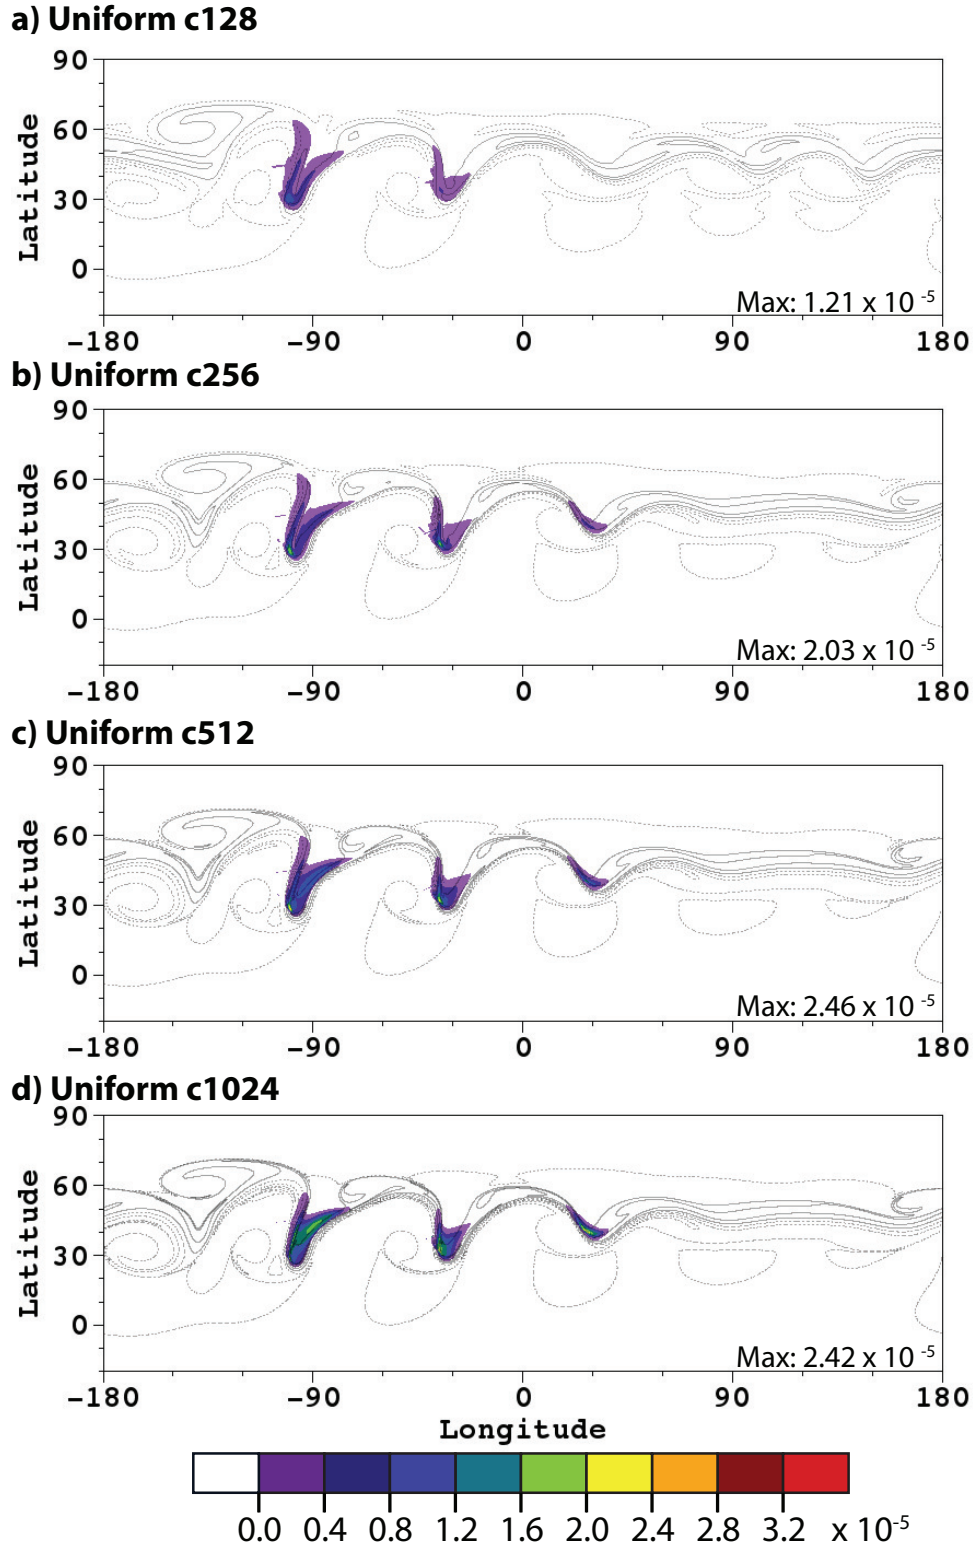 a) Uniform c128
90
60
30
0
Latitude
Max: 1.21 x 10 -5
-180 -90 0 90 180
b) Uniform c256
90
60
30
0
Latitude
Max: 2.03 x 10 -5
-180 -90 0 90 180
c) Uniform c512
90
60
30
0
Latitude
Max: 2.46 x 10 -5
-180 -90 0 90 180
d) Uniform c1024
90
60
30
0
Latitude
Max: 2.42 x 10 -5
-180 -90 0 90 180
Longitude
0.0 0.4 0.8 1.2 1.6 2.0 2.4 2.8 3.2 x 10-5